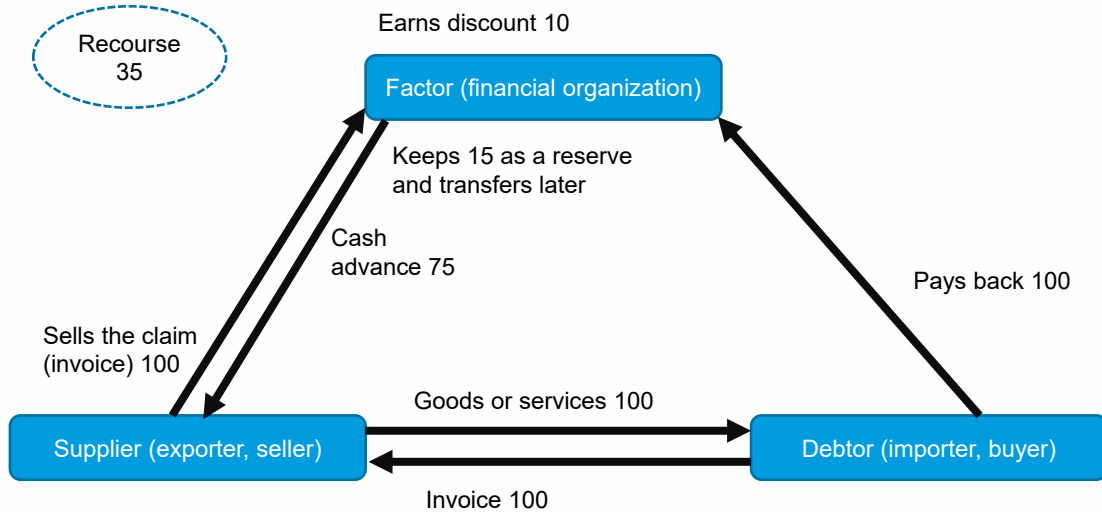 Earns discount 10
Recourse
35
Factor (financial organization)
Keeps 15 as a reserve
and transfers later
Cash
advance 75
Pays back 100
Sells the claim
(invoice) 100
Goods or services 100
Supplier (exporter, seller)
Debtor (importer, buyer)
Invoice 100